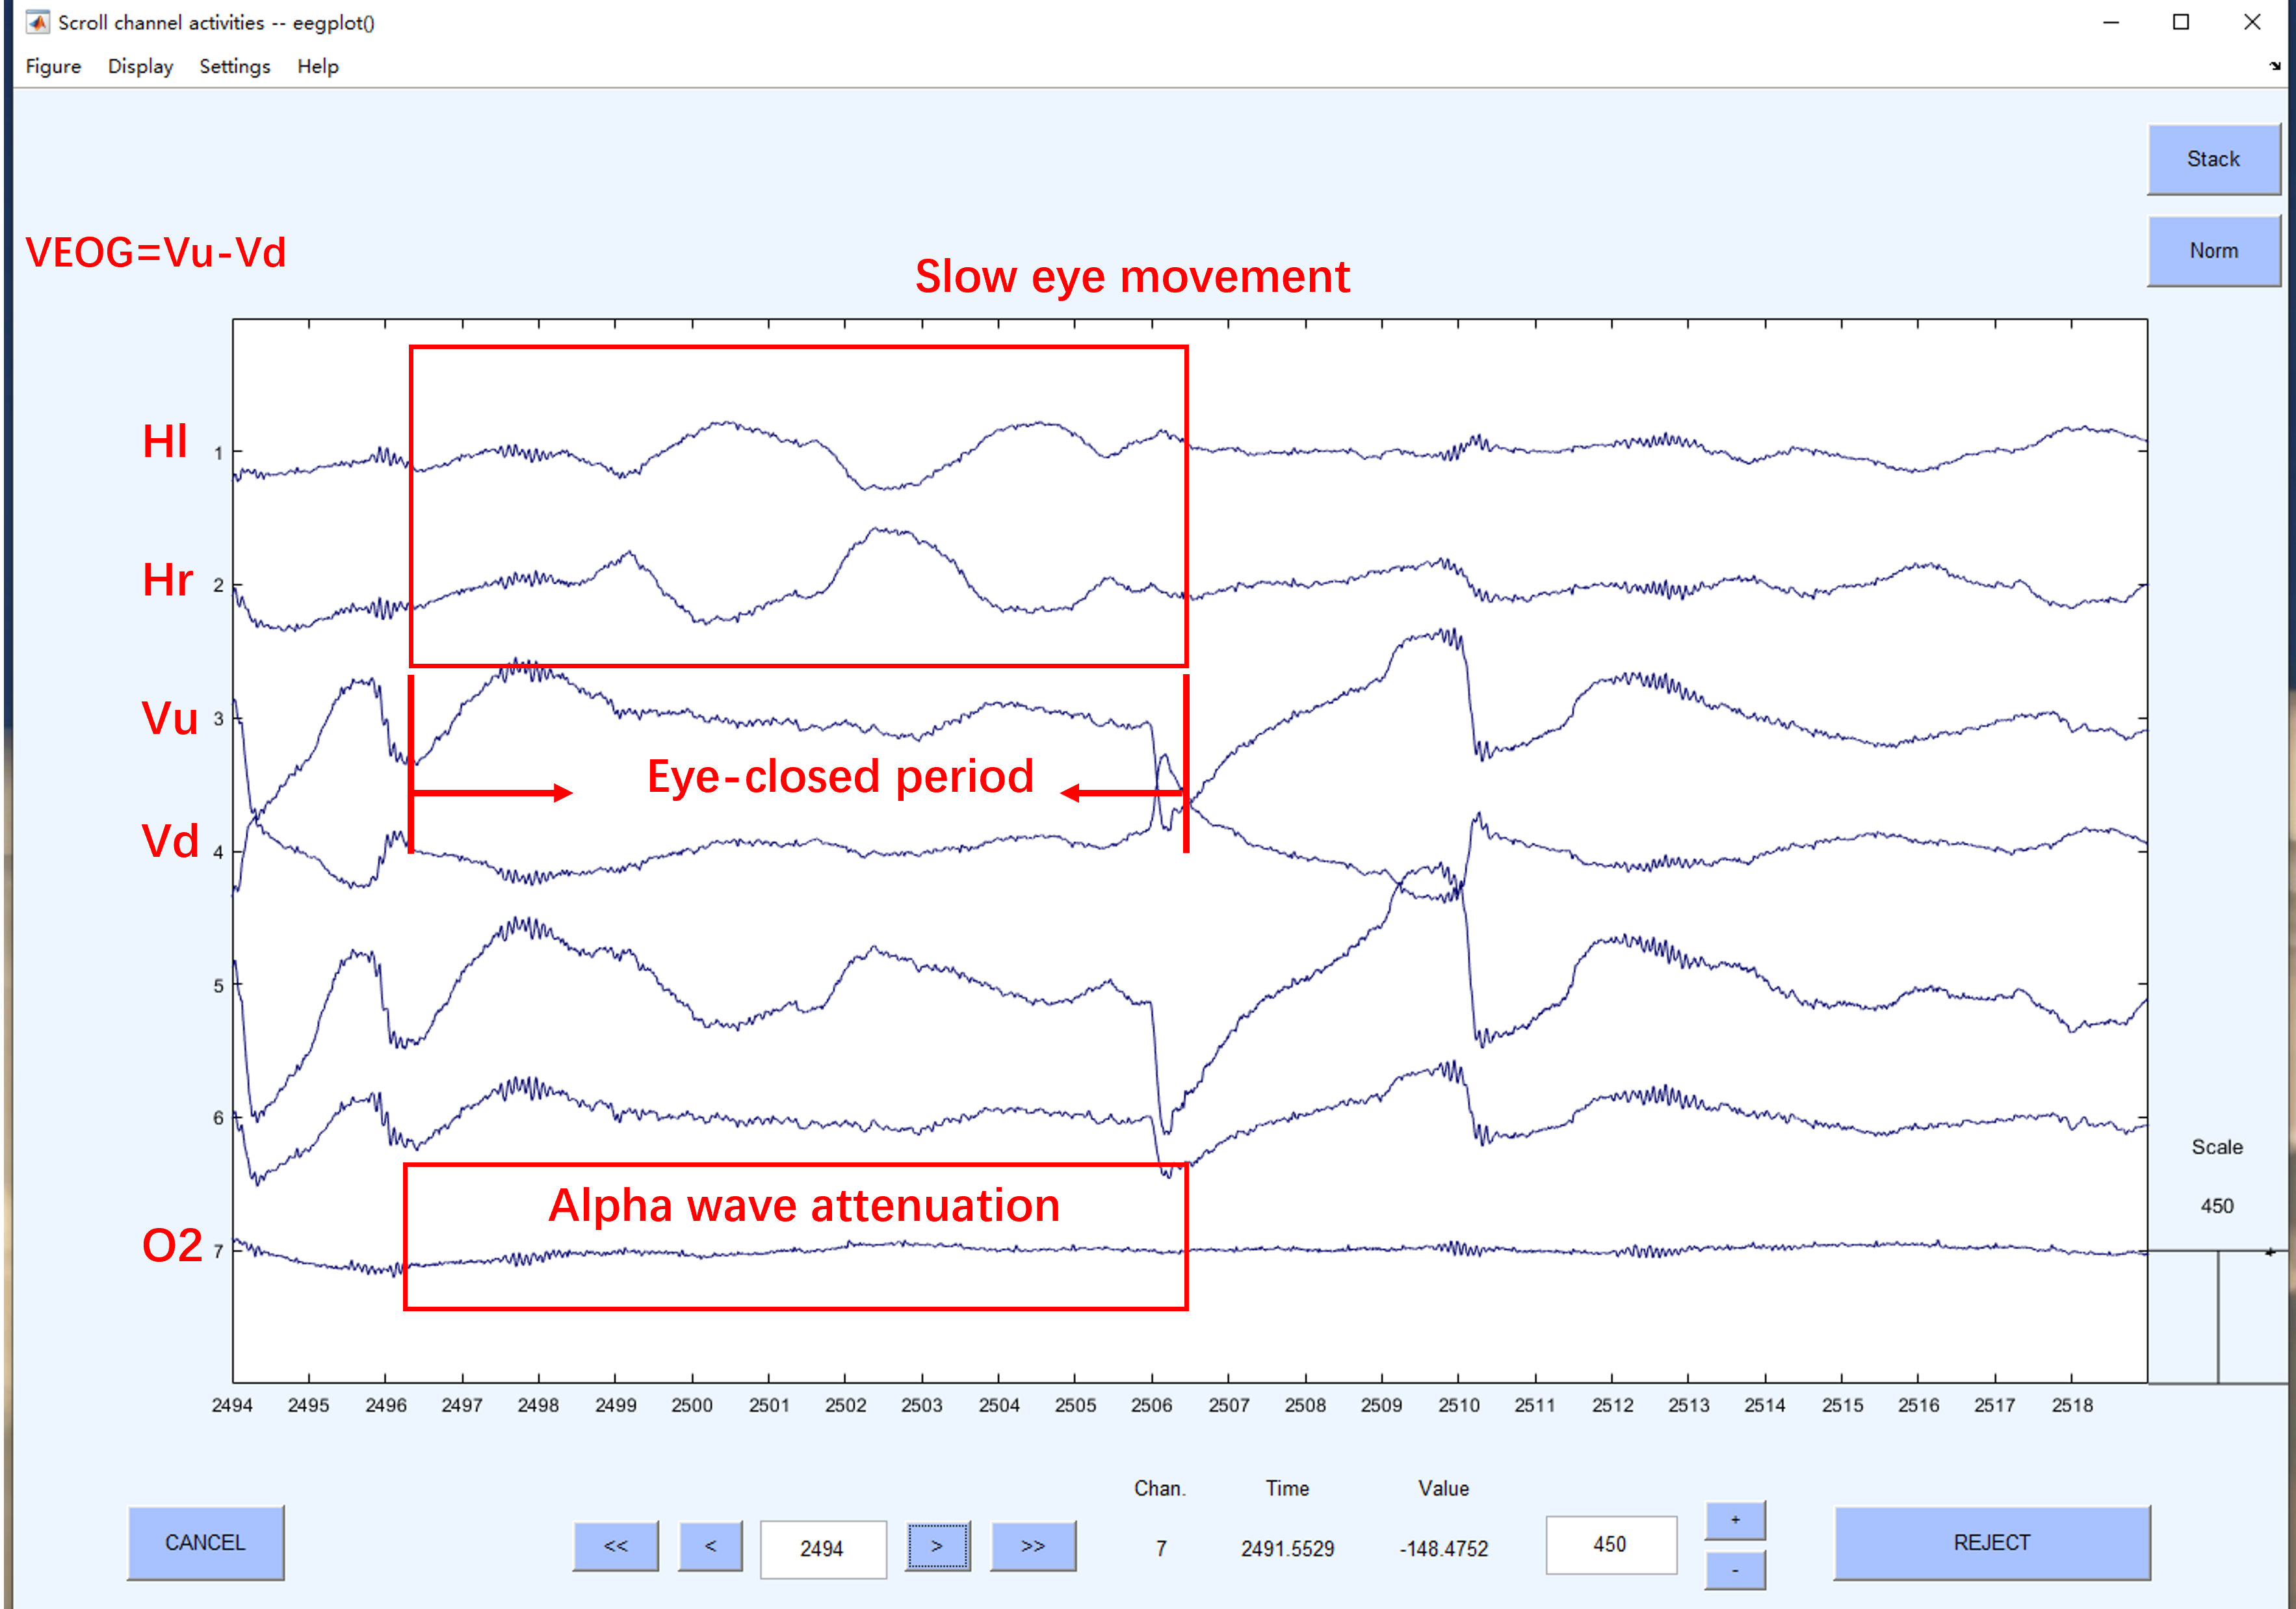 Scroll channel activities -- eegplot()
Figure Display Settings Help
Stack
Norm
VEOG=Vu-Vd
Slow eye movement
Hl 1
Hr 2
Vu 3
Eye-closed period
Vd 4
5
6
Scale
450
Alpha wave attenuation
O2 7
2494 2495 2496 2497 2498 2499 2500 2501 2502 2503 2504 2505 2506 2507 2508 2509 2510 2511 2512 2513 2514 2515 2516 2517 2518
Chan. Time Value
CANCEL << < 2494 > >> 7 2491.5529 -148.4752 450 + - REJECT